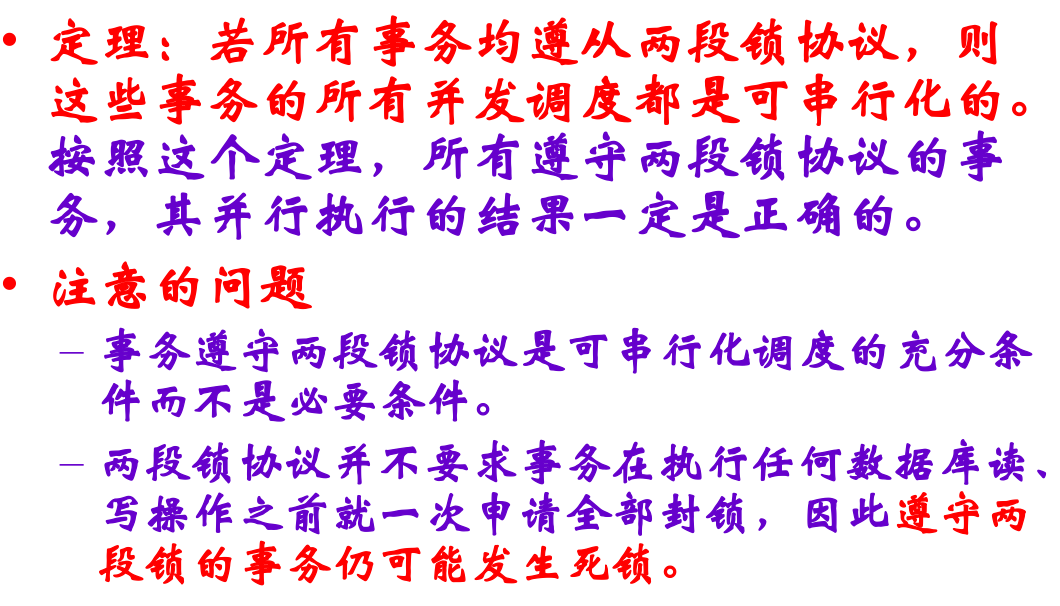 • 定理：若所有事务均遵从两段锁协议，则
这些事务的所有并发调度都是可串行化的。
按照这个定理，所有遵守两段锁协议的事
务，其并行执行的结果一定是正确的。
• 注意的问题
– 事务遵守两段锁协议是可串行化调度的充分条
件而不是必要条件。
– 两段锁协议并不要求事务在执行任何数据库读、
写操作之前就一次申请全部封锁，因此遵守两
段锁的事务仍可能发生死锁。